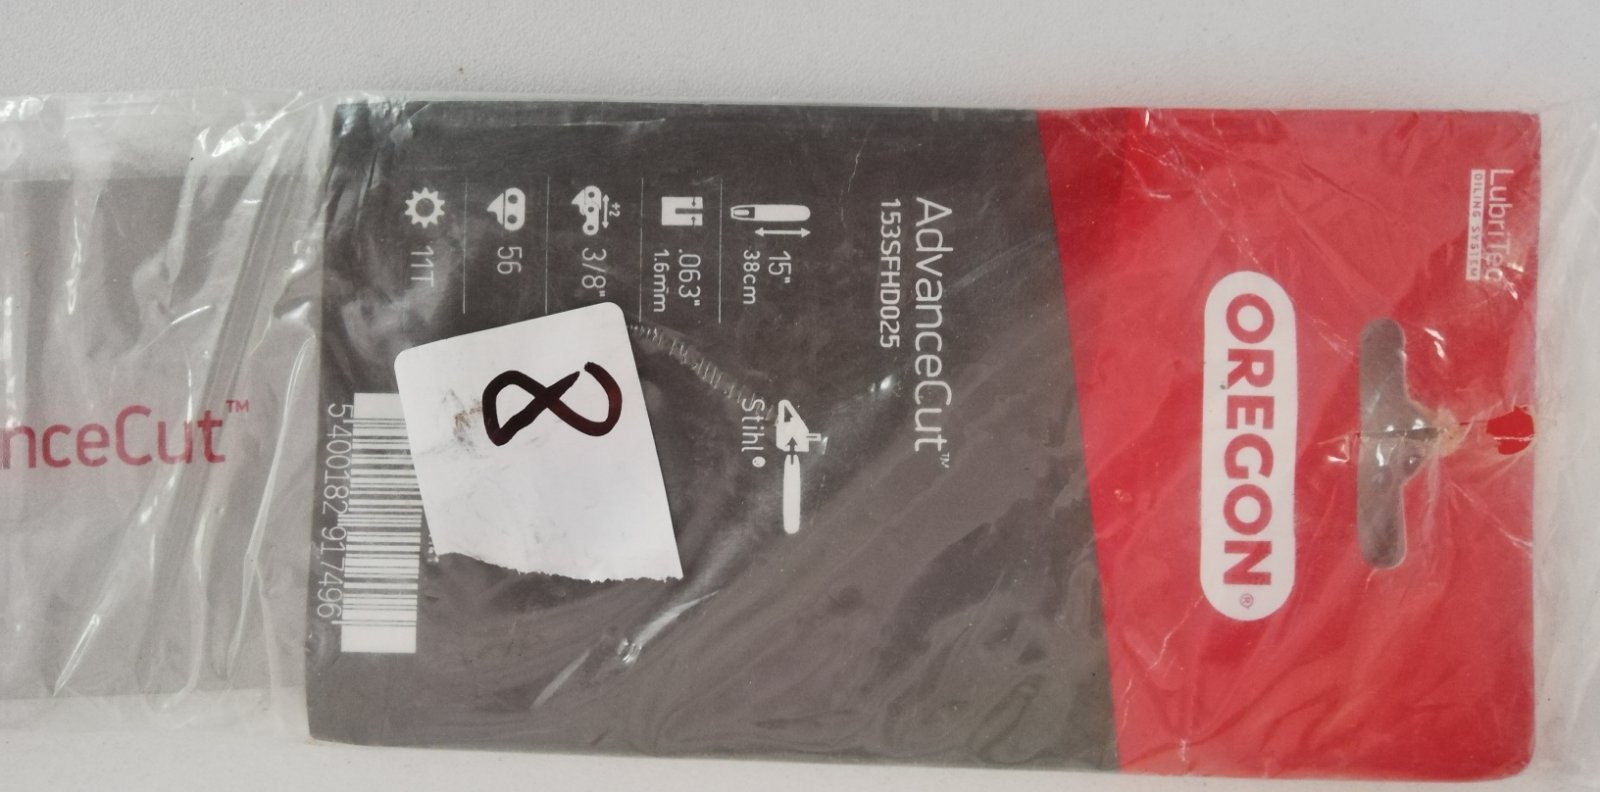 LubriTec
OILING SYSTEM
OREGON®
AdvanceCut™
153SFHD025
15"
38cm
.063"
1.6mm
÷2
3/8"
56
11T
Stihl®
8
5400182 917496
nceCut™